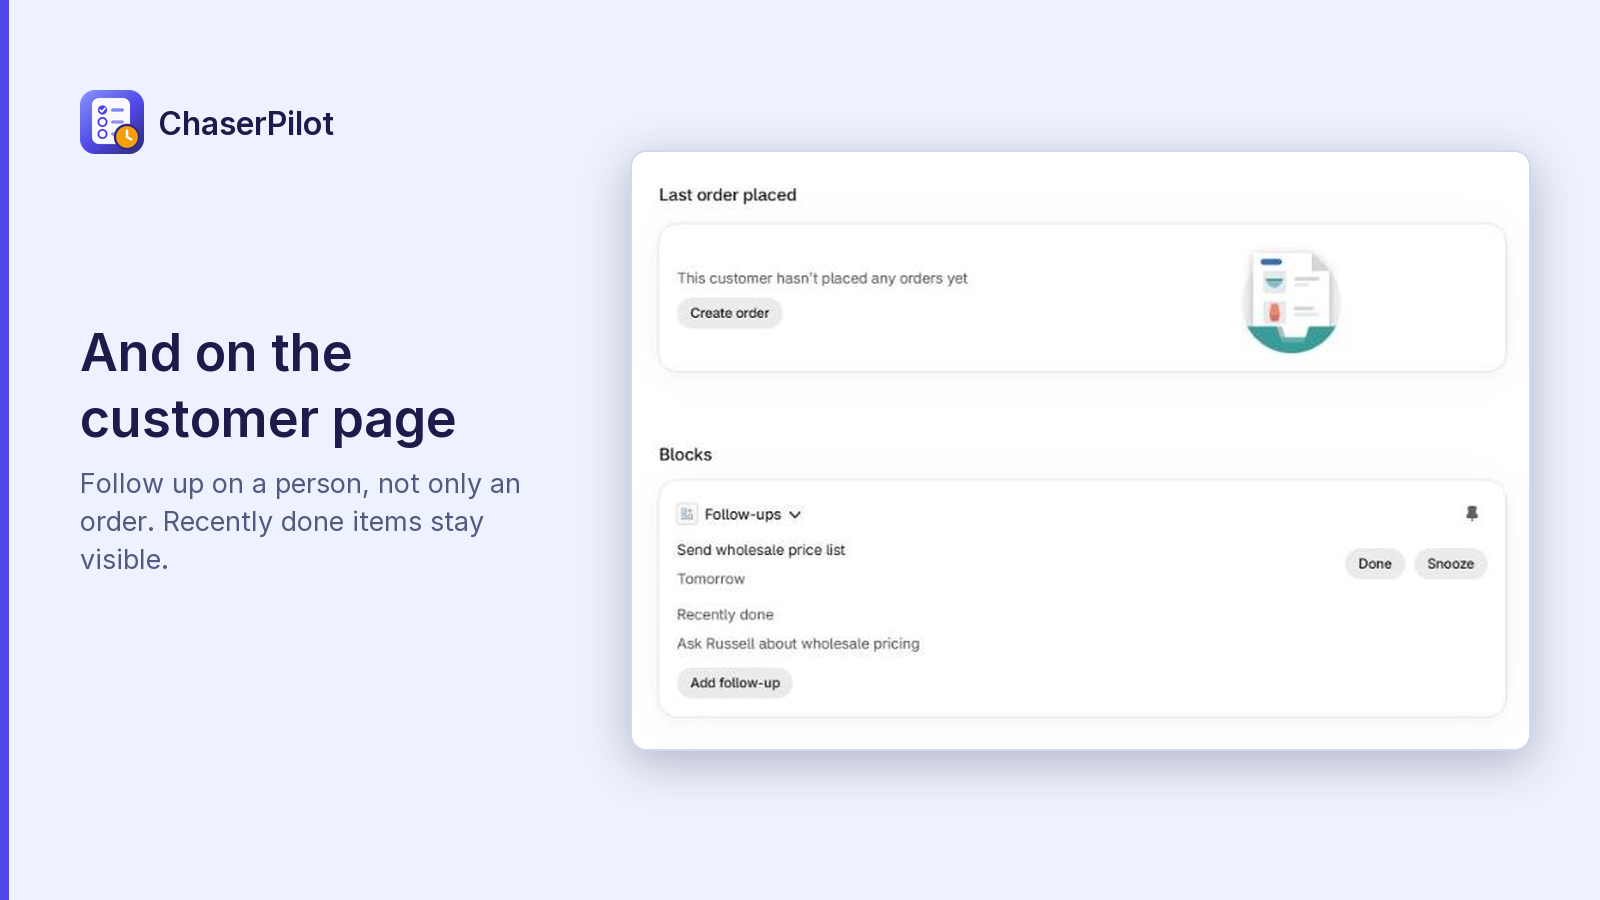 ChaserPilot
And on the
customer page
Follow up on a person, not only an
order. Recently done items stay
visible.
Last order placed
This customer hasn't placed any orders yet
Create order
Blocks
Follow-ups
Send wholesale price list
Tomorrow
Done
Snooze
Recently done
Ask Russell about wholesale pricing
Add follow-up